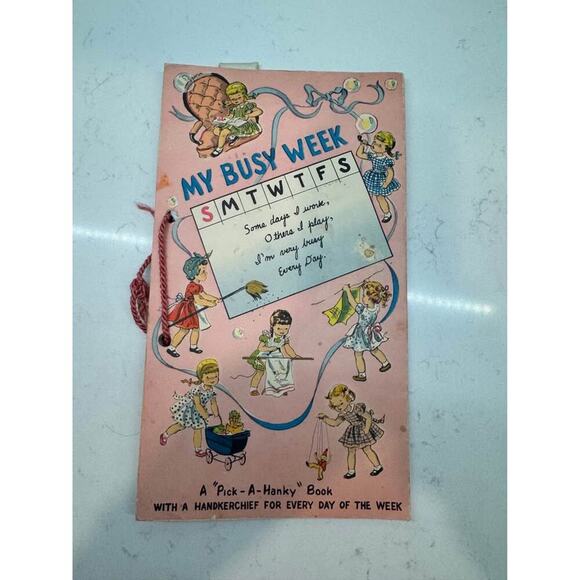 MY BUSY WEEK
S M T W T F S
Some days I work,
Others I play,
I'm very busy
Every Day.
A "Pick-A-Hanky" Book
WITH A HANDKERCHIEF FOR EVERY DAY OF THE WEEK